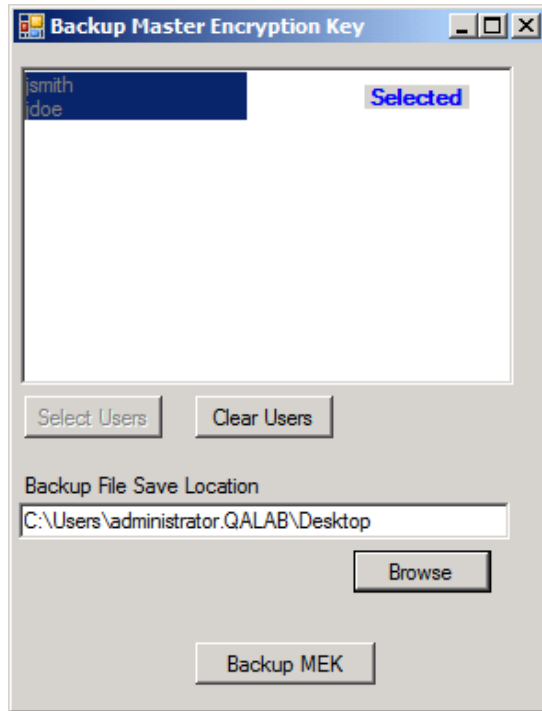 Backup Master Encryption Key
jsmith
jdoe
Selected
Select Users
Clear Users
Backup File Save Location
C:\Users\administrator.QALAB\Desktop
Browse
Backup MEK